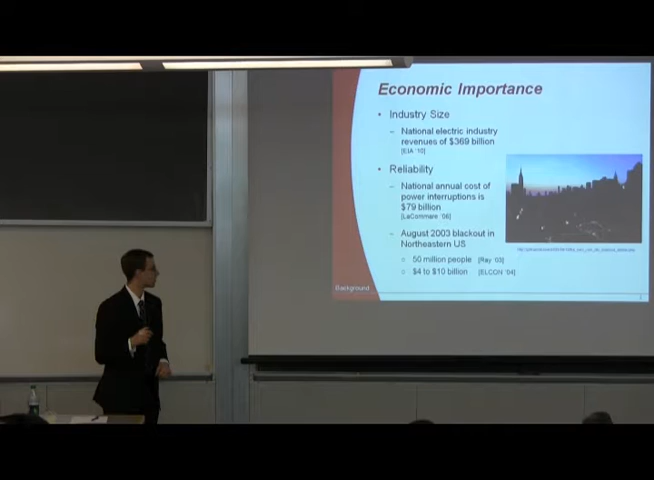 Economic Importance
• Industry Size
– National electric industry
revenues of $369 billion
[EIA '10]
• Reliability
– National annual cost of
power interruptions is
$79 billion
[LaCommare '06]
– August 2003 blackout in
Northeastern US
○ 50 million people [Ray '03]
○ $4 to $10 billion [ELCON '04]
Background